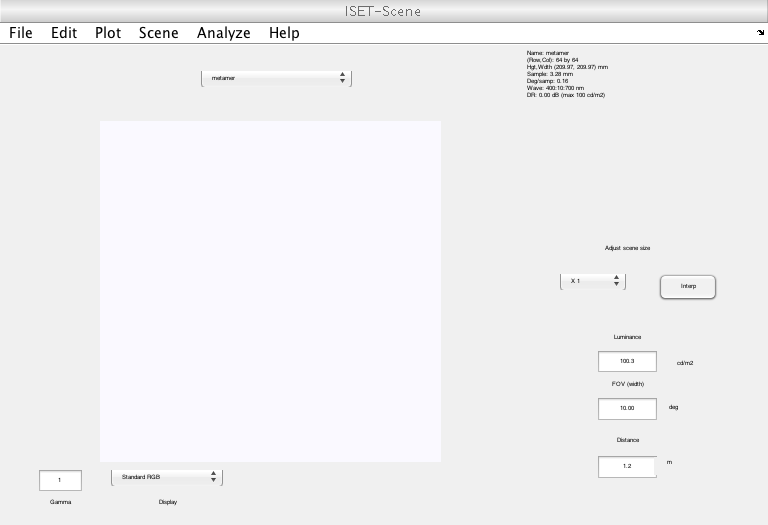 ISET-Scene
File Edit Plot Scene Analyze Help
metamer
Name: metamer
(Row,Col): 64 by 64
Hgt,Width (209.97, 209.97) mm
Sample: 3.28 mm
Deg/samp: 0.16
Wave: 400:10:700 nm
DR: 0.00 dB (max 100 cd/m2)
Adjust scene size
X 1
Interp
Luminance
100.3 cd/m2
FOV (width)
10.00 deg
Distance
1.2 m
1
Standard RGB
Gamma
Display